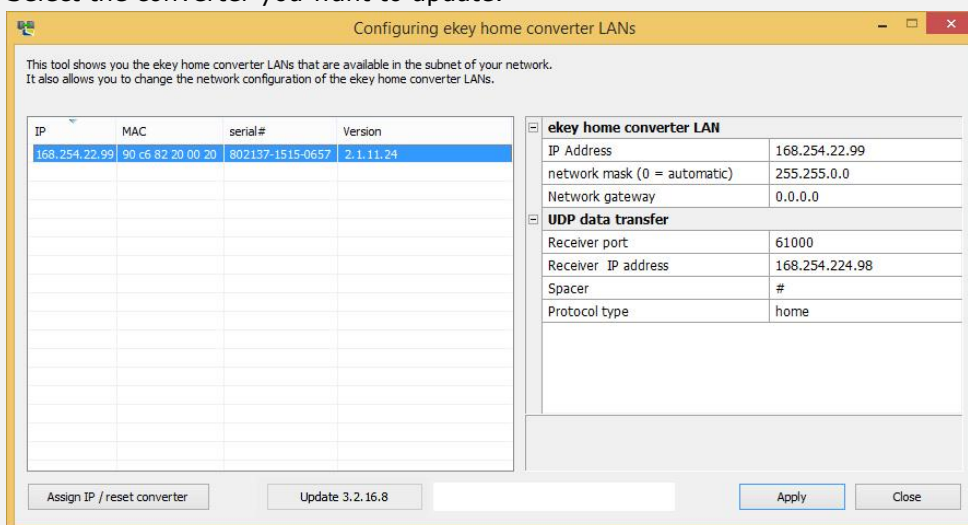 Select the converter you want to update.
Configuring ekey home converter LANs
This tool shows you the ekey home converter LANs that are available in the subnet of your network.
It also allows you to change the network configuration of the ekey home converter LANs.
IP MAC serial# Version
168.254.22.99 90 c6 82 20 00 20 802137-1515-0657 2.1.11.24
ekey home converter LAN
IP Address 168.254.22.99
network mask (0 = automatic) 255.255.0.0
Network gateway 0.0.0.0
UDP data transfer
Receiver port 61000
Receiver IP address 168.254.224.98
Spacer #
Protocol type home
Assign IP / reset converter Update 3.2.16.8 Apply Close